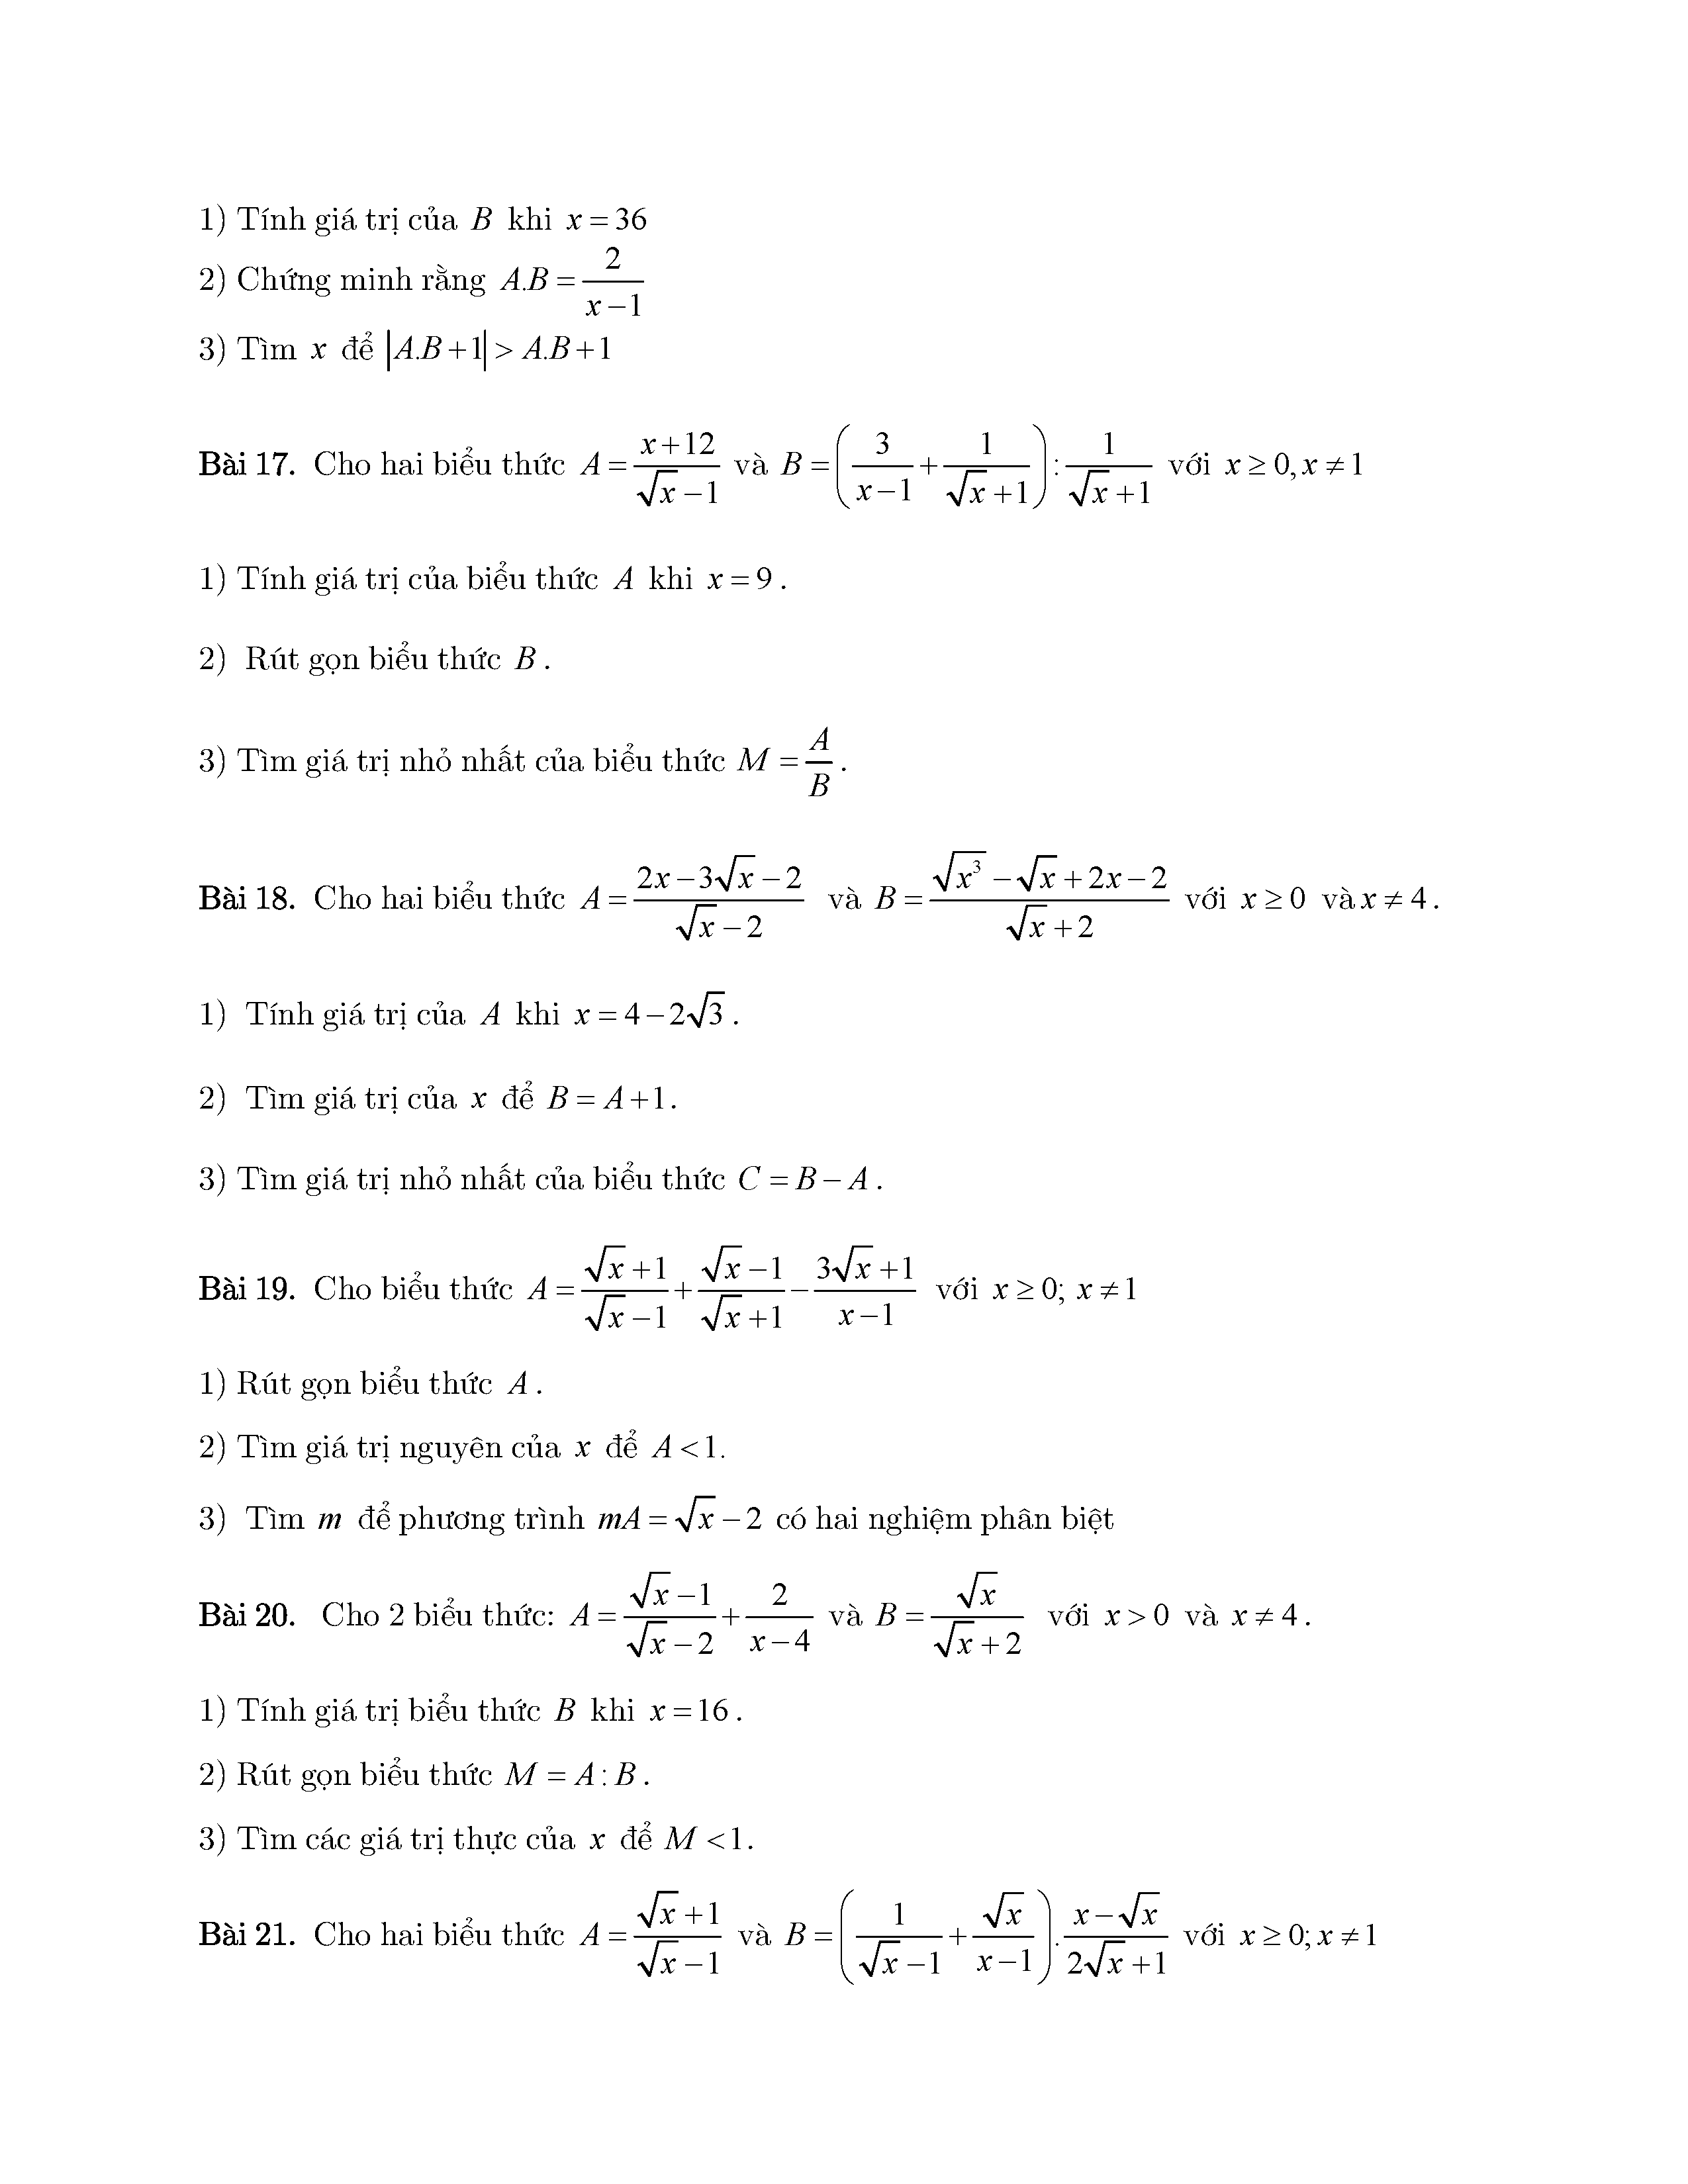 1) Tính giá trị của B khi x = 36
2) Chứng minh rằng A.B = \frac{2}{x-1}
3) Tìm x để |A.B+1| > A.B+1
Bài 17. Cho hai biểu thức A = \frac{x+12}{\sqrt{x}-1} và B = \left(\frac{3}{x-1}+\frac{1}{\sqrt{x}+1}\right):\frac{1}{\sqrt{x}+1} với x ≥ 0, x ≠ 1
1) Tính giá trị của biểu thức A khi x = 9.
2) Rút gọn biểu thức B.
3) Tìm giá trị nhỏ nhất của biểu thức M = \frac{A}{B}.
Bài 18. Cho hai biểu thức A = \frac{2x-3\sqrt{x}-2}{\sqrt{x}-2} và B = \frac{\sqrt{x^3}-\sqrt{x}+2x-2}{\sqrt{x}+2} với x ≥ 0 và x ≠ 4.
1) Tính giá trị của A khi x = 4-2\sqrt{3}.
2) Tìm giá trị của x để B = A+1.
3) Tìm giá trị nhỏ nhất của biểu thức C = B-A.
Bài 19. Cho biểu thức A = \frac{\sqrt{x}+1}{\sqrt{x}-1}+\frac{\sqrt{x}-1}{\sqrt{x}+1}-\frac{3\sqrt{x}+1}{x-1} với x ≥ 0; x ≠ 1
1) Rút gọn biểu thức A.
2) Tìm giá trị nguyên của x để A < 1.
3) Tìm m để phương trình mA = \sqrt{x}-2 có hai nghiệm phân biệt
Bài 20. Cho 2 biểu thức: A = \frac{\sqrt{x}-1}{\sqrt{x}-2}+\frac{2}{x-4} và B = \frac{\sqrt{x}}{\sqrt{x}+2} với x > 0 và x ≠ 4.
1) Tính giá trị biểu thức B khi x = 16.
2) Rút gọn biểu thức M = A:B.
3) Tìm các giá trị thực của x để M < 1.
Bài 21. Cho hai biểu thức A = \frac{\sqrt{x}+1}{\sqrt{x}-1} và B = \left(\frac{1}{\sqrt{x}-1}+\frac{\sqrt{x}}{x-1}\right).\frac{x-\sqrt{x}}{2\sqrt{x}+1} với x ≥ 0; x ≠ 1